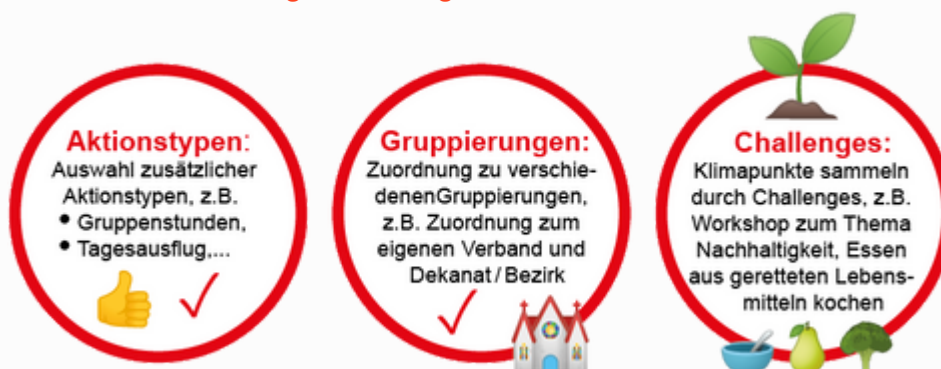 Aktionstypen:
Auswahl zusätzlicher
Aktionstypen, z.B.
• Gruppenstunden,
• Tagesausflug,...
Gruppierungen:
Zuordnung zu verschie-
denenGruppierungen,
z.B. Zuordnung zum
eigenen Verband und
Dekanat/Bezirk
Challenges:
Klimapunkte sammeln
durch Challenges, z.B.
Workshop zum Thema
Nachhaltigkeit, Essen
aus geretteten Lebens-
mitteln kochen